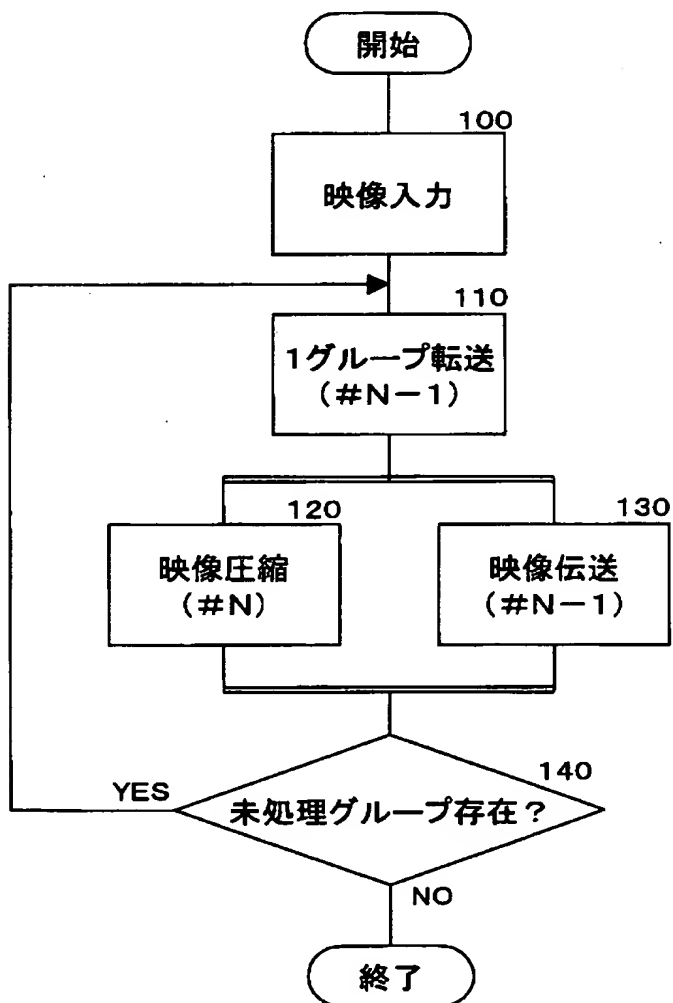 開始
100
映像入力
110
1グループ転送
(#N-1)
120
130
映像圧縮
(#N)
映像伝送
(#N-1)
140
YES
未処理グループ存在?
NO
終了